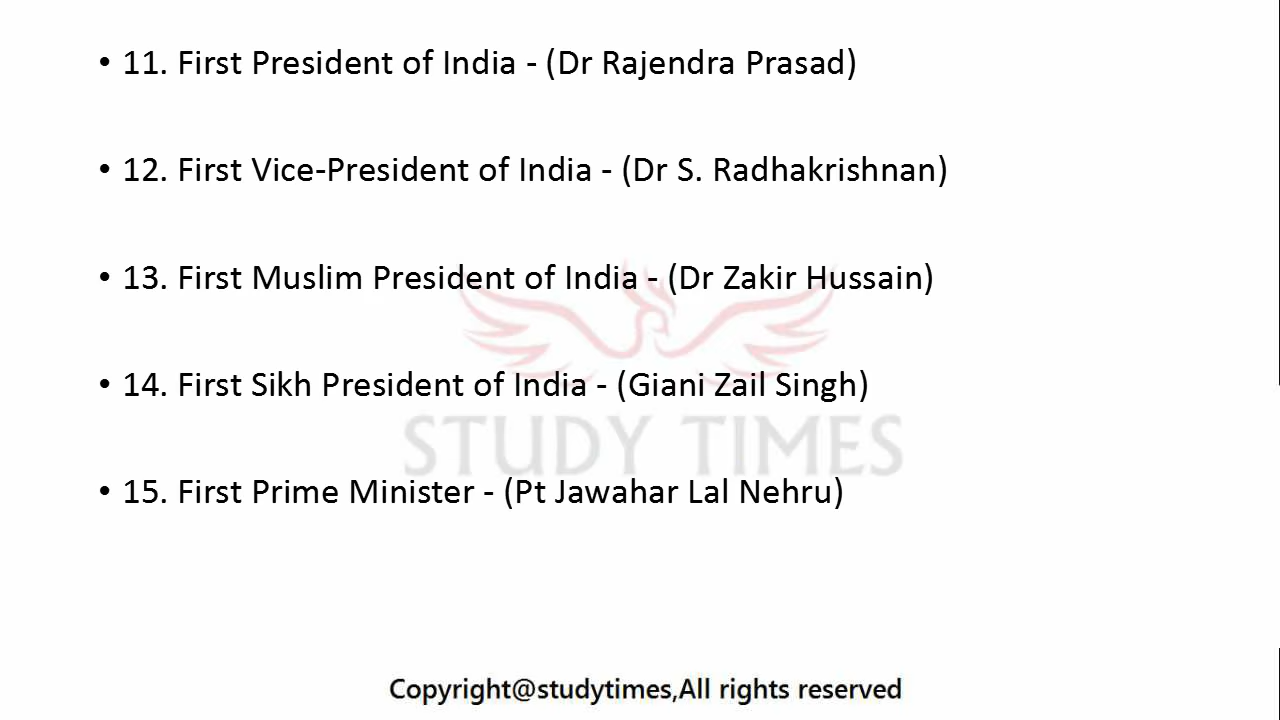 • 11. First President of India - (Dr Rajendra Prasad)
• 12. First Vice-President of India - (Dr S. Radhakrishnan)
• 13. First Muslim President of India - (Dr Zakir Hussain)
• 14. First Sikh President of India - (Giani Zail Singh)
STUDY TIMES
• 15. First Prime Minister - (Pt Jawahar Lal Nehru)
Copyright@studytimes,All rights reserved